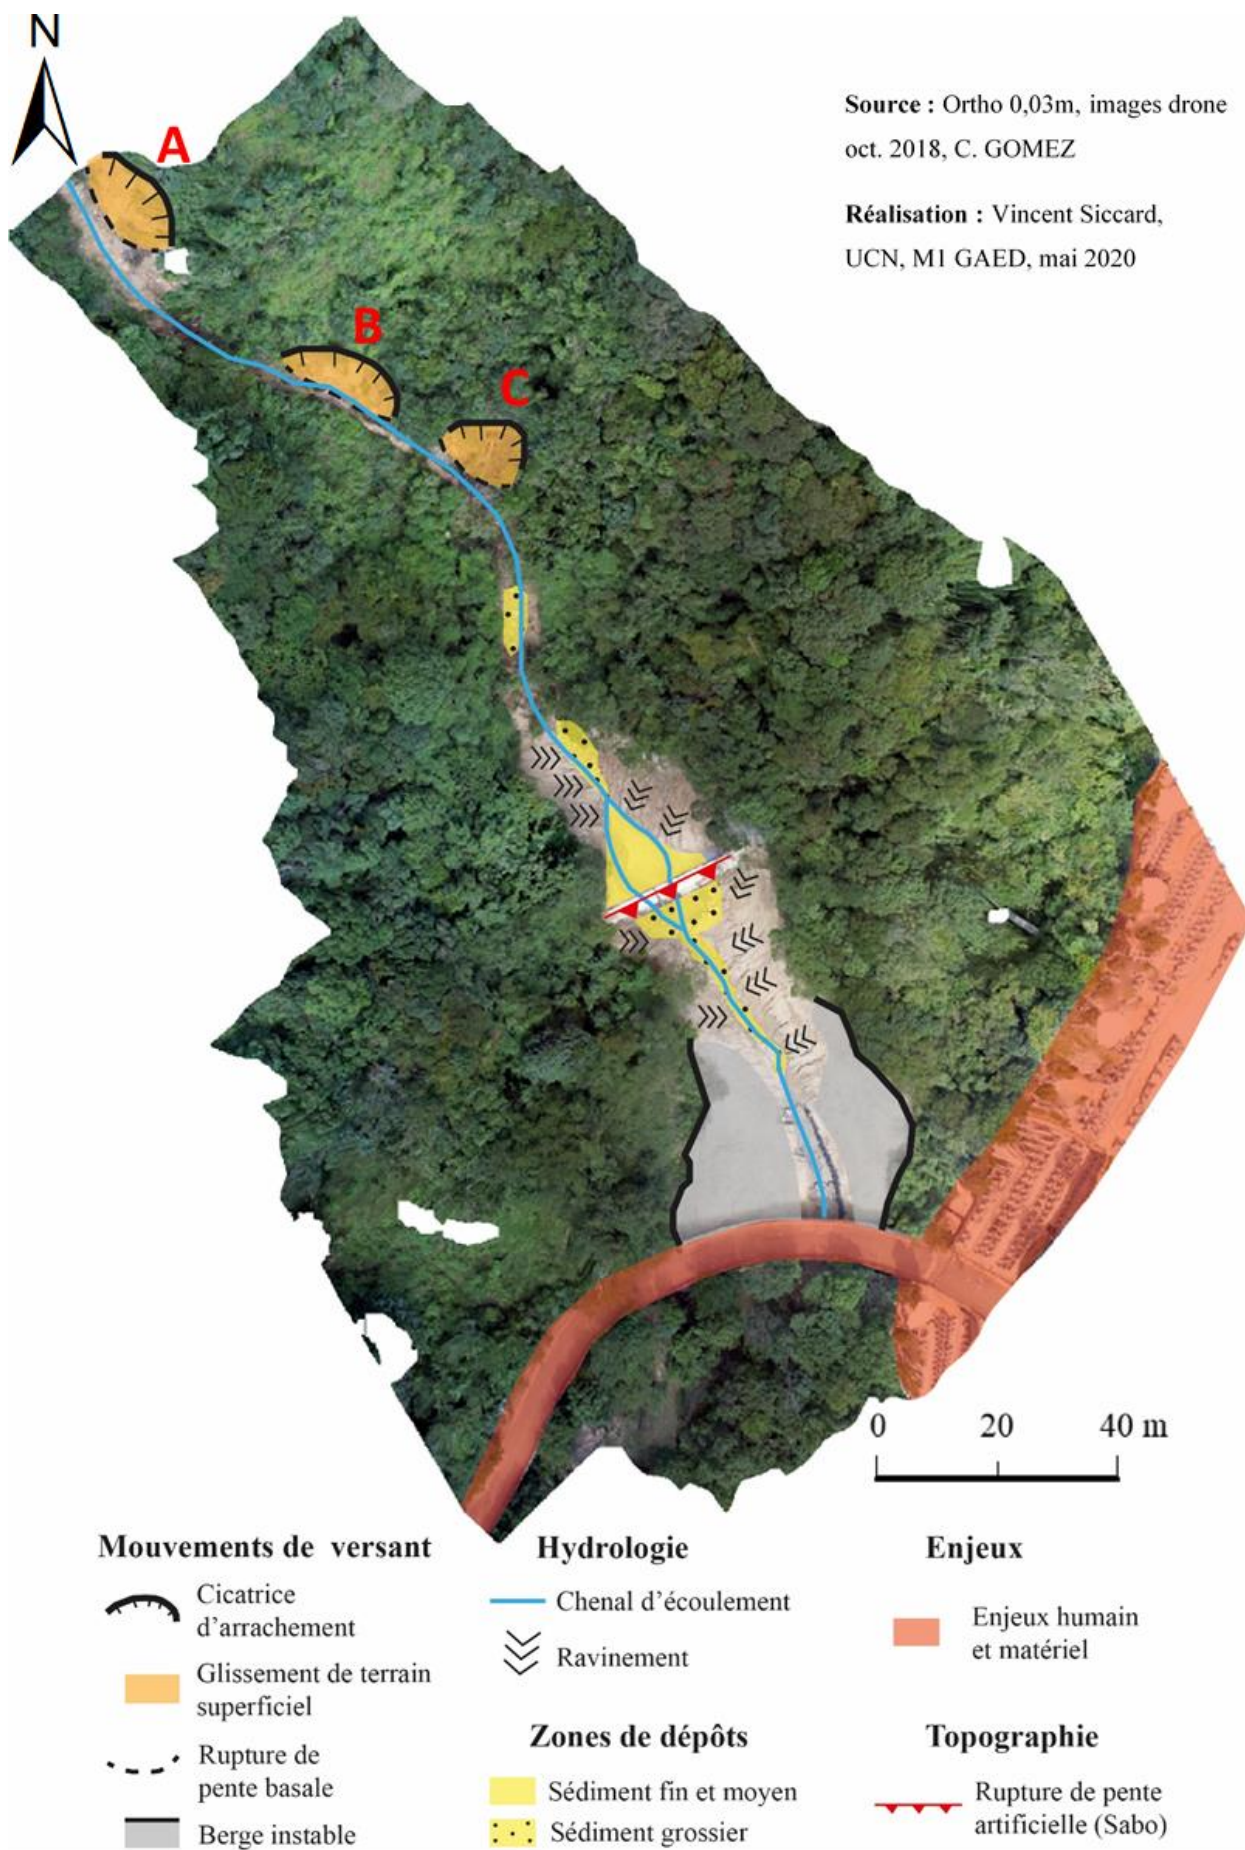 N
Source : Ortho 0,03m, images drone
oct. 2018, C. GOMEZ
Réalisation : Vincent Siccard,
UCN, M1 GAED, mai 2020
A
B
C
0 20 40 m
Mouvements de versant
Cicatrice
d'arrachement
Glissement de terrain
superficiel
Rupture de
pente basale
Berge instable
Hydrologie
Chenal d'écoulement
Ravinement
Zones de dépôts
Sédiment fin et moyen
Sédiment grossier
Enjeux
Enjeux humain
et matériel
Topographie
Rupture de pente
artificielle (Sabo)